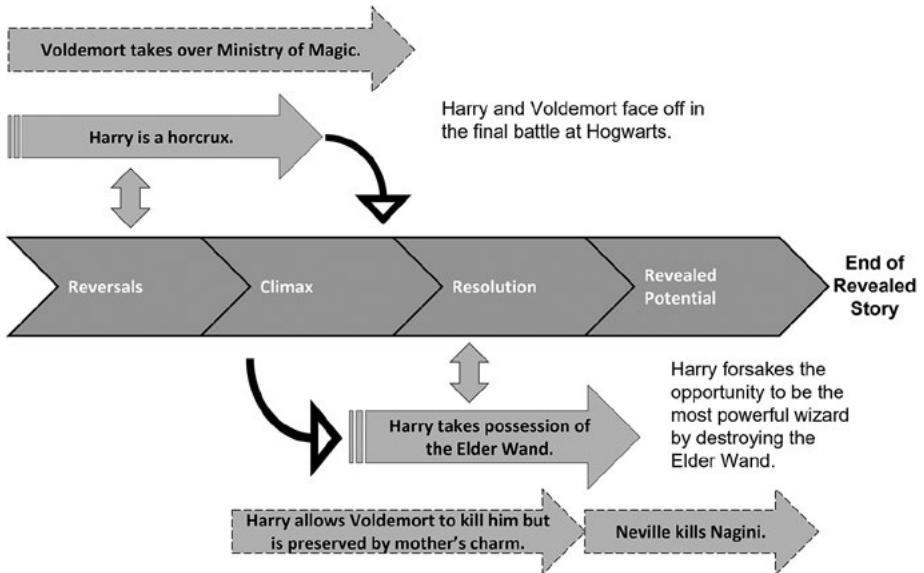 Voldemort takes over Ministry of Magic.
Harry is a horcrux.
Harry and Voldemort face off in
the final battle at Hogwarts.
Reversals
Climax
Resolution
Revealed
Potential
End of
Revealed
Story
Harry takes possession of
the Elder Wand.
Harry forsakes the
opportunity to be the
most powerful wizard
by destroying the
Elder Wand.
Harry allows Voldemort to kill him but
is preserved by mother's charm.
Neville kills Nagini.